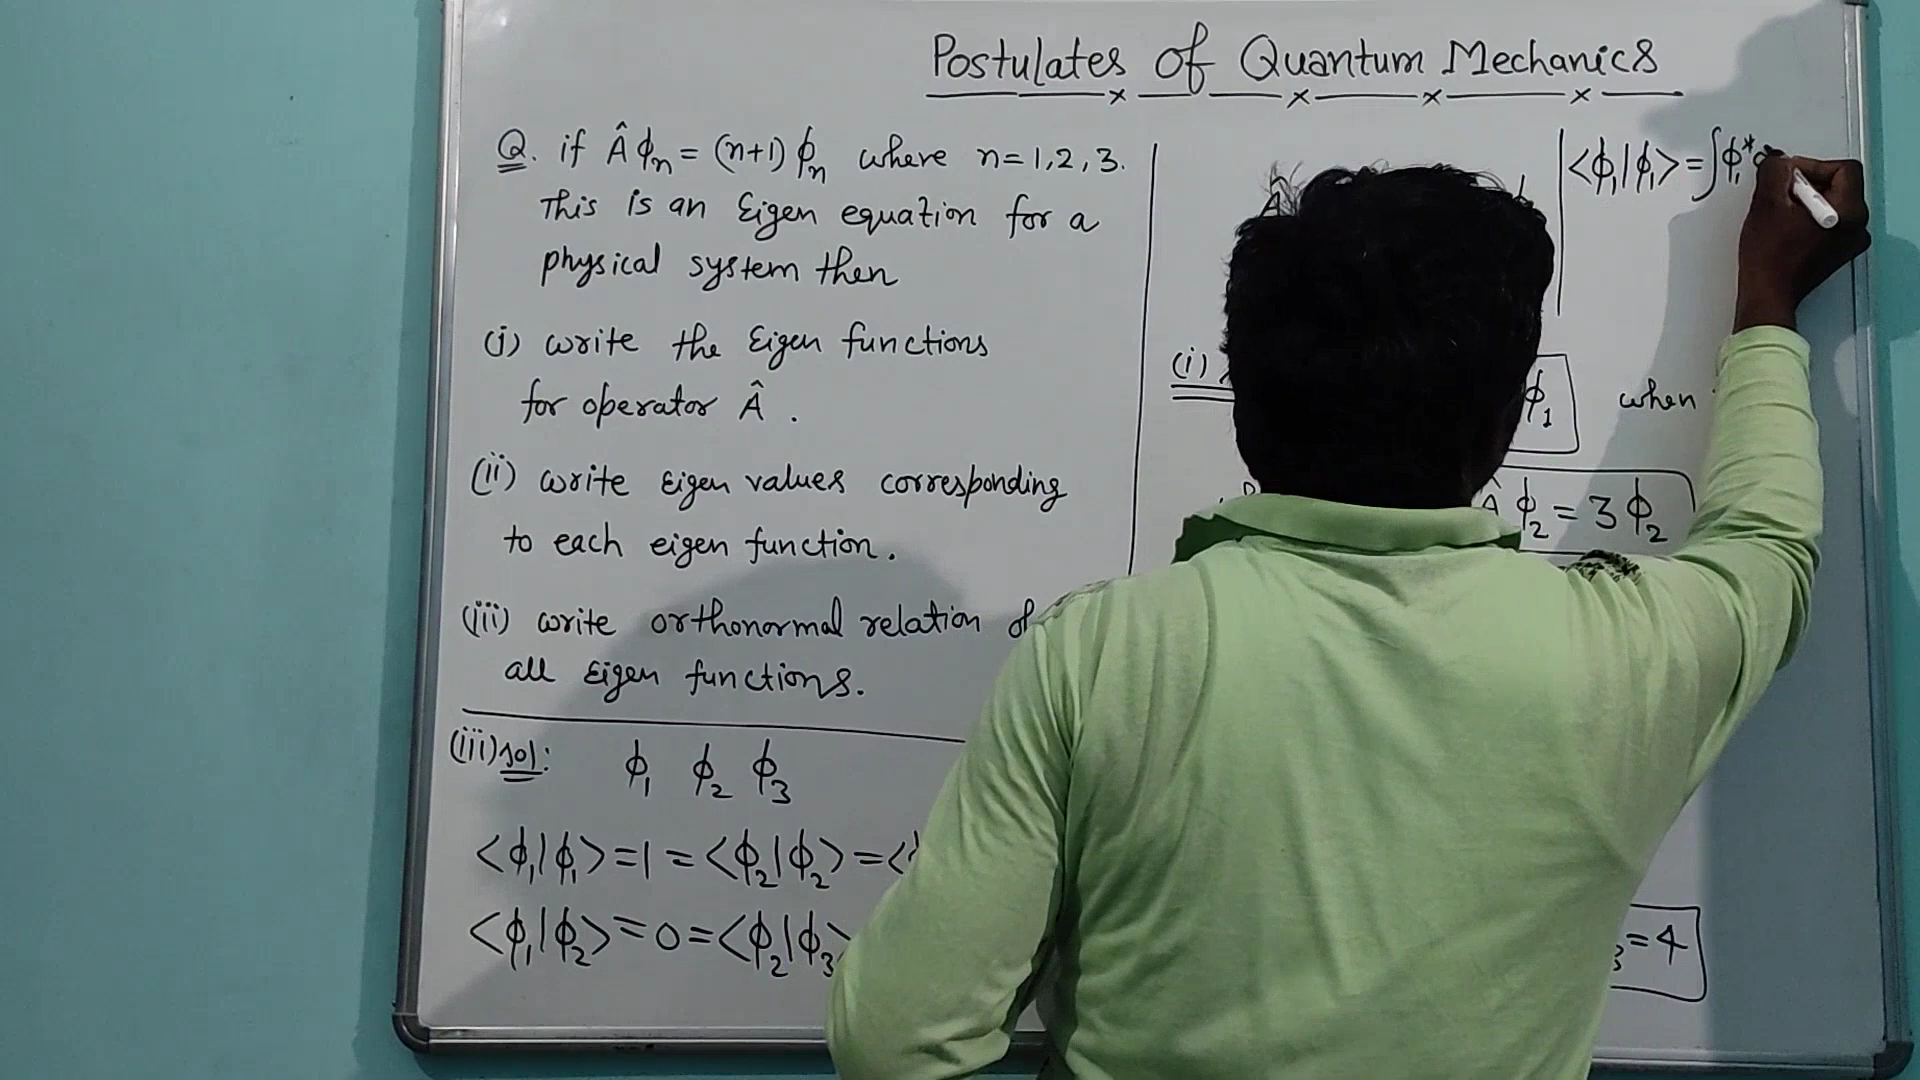 Postulates of Quantum Mechanics
Q. if Â ϕₙ = (n+1) ϕₙ where n=1,2,3.
This is an Eigen equation for a
physical system then
(i) write the Eigen functions
for operator Â .
(ii) write Eigen values corresponding
to each eigen function.
(iii) write orthonormal relation of
all Eigen functions.
(iii) sol:  ϕ₁ ϕ₂ ϕ₃
<ϕ₁|ϕ₁>=1=<ϕ₂|ϕ₂>=<
<ϕ₁|ϕ₂>=0=<ϕ₂|ϕ₃>
<ϕ₁|ϕ₁>=∫ϕ₁*
(i)
ϕ₁ when
Â ϕ₂ = 3 ϕ₂
₃=4